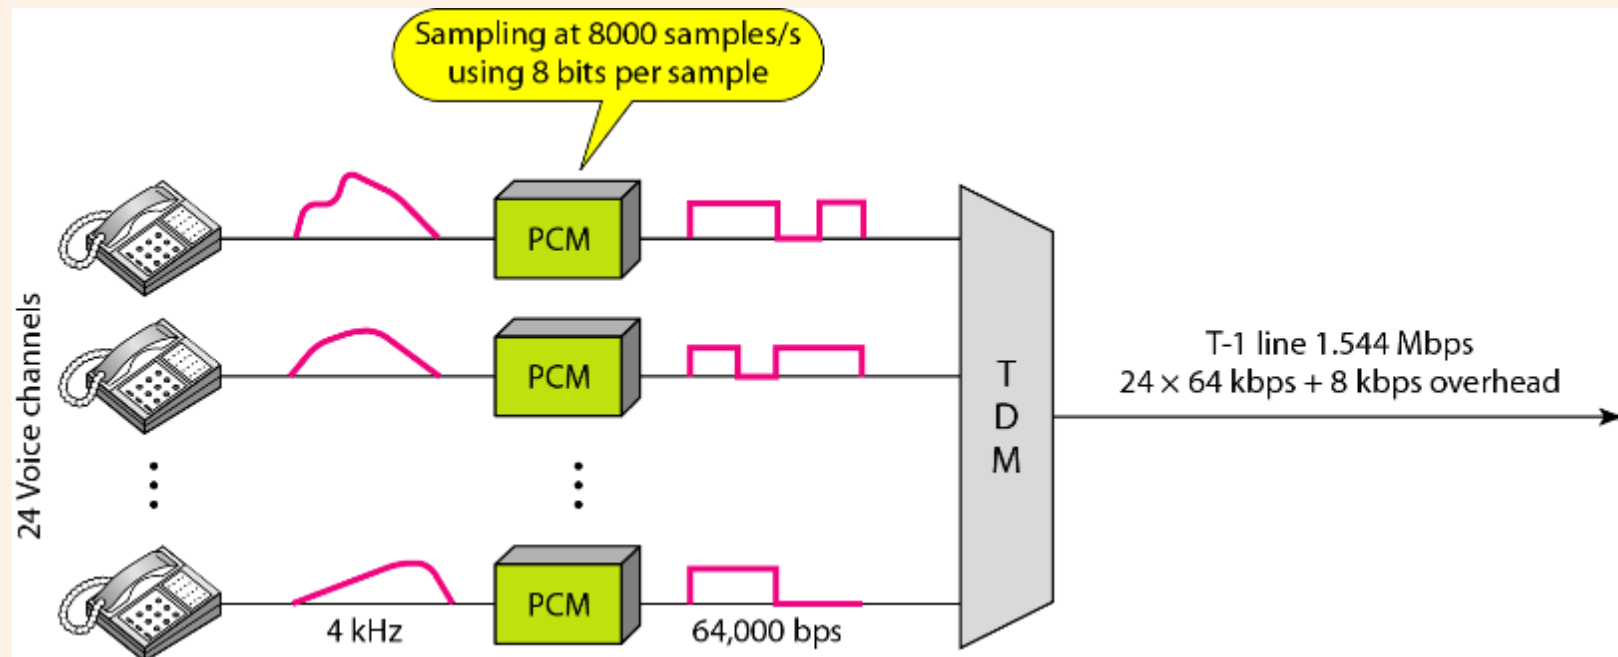 Sampling at 8000 samples/s
using 8 bits per sample
24 Voice channels
PCM
PCM
PCM
4 kHz
64,000 bps
T
D
M
T-1 line 1.544 Mbps
24 × 64 kbps + 8 kbps overhead